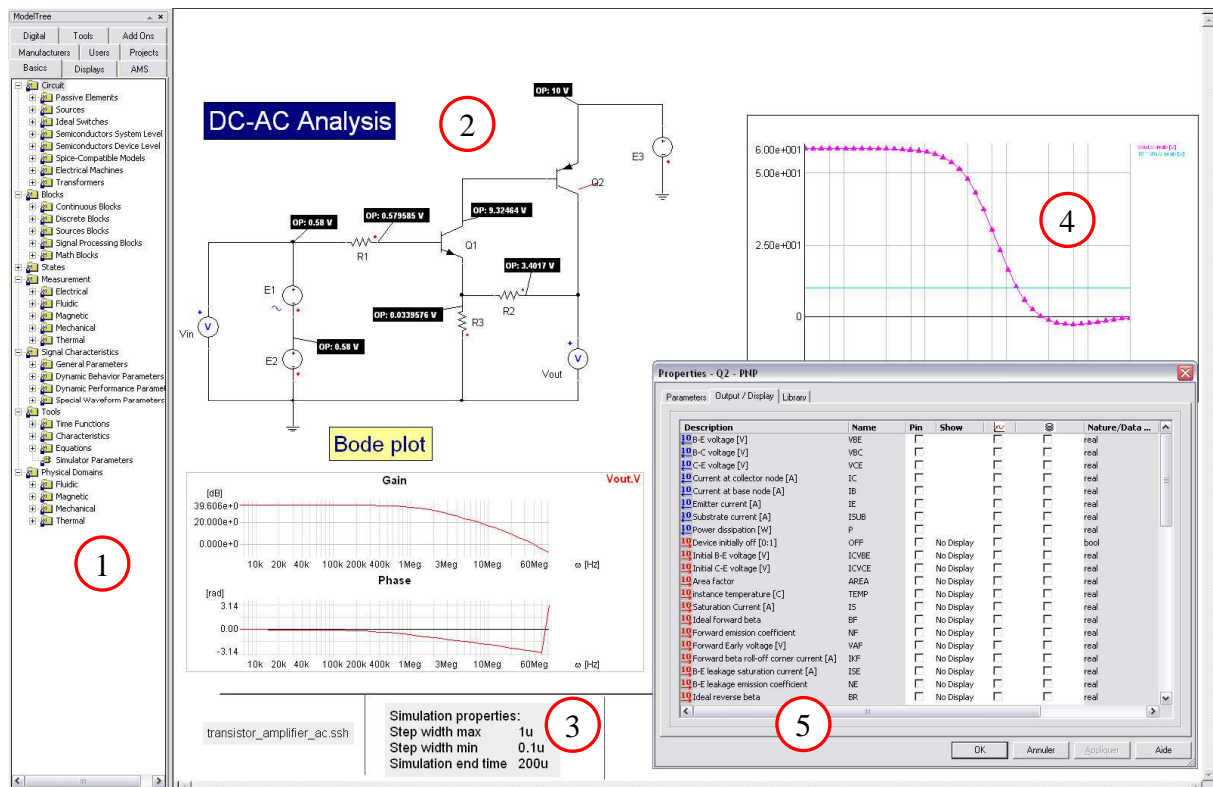 ModelTree
Digital Tools Add Ons
Manufacturers Users Projects
Basics Displays AMS
Circuit
Passive Elements
Sources
Ideal Switches
Semiconductors System Level
Semiconductors Device Level
Spice-Compatible Models
Electrical Machines
Transformers
Blocks
Continuous Blocks
Discrete Blocks
Sources Blocks
Signal Processing Blocks
Math Blocks
States
Measurement
Electrical
Fluidic
Magnetic
Mechanical
Thermal
Signal Characteristics
General Parameters
Dynamic Behavior Parameters
Dynamic Performance Paramet
Special Waveform Parameters
Tools
Time Functions
Characteristics
Equations
Simulator Parameters
Physical Domains
Fluidic
Magnetic
Mechanical
Thermal
1
DC-AC Analysis
2
OP: 10 V
E3
Q2
OP: 9.32464 V
OP: 0.579585 V
OP: 0.58 V
R1
Q1
OP: 3.4017 V
E1
R2
OP: 0.0339576 V
R3
Vin
V
OP: 0.58 V
E2
V
Vout
6.00e+001
5.00e+001
2.50e+001
0
4
Bode plot
Gain
Vout.V
[dB]
39.606e+0
20.000e+0
0.000e+0
10k 20k 40k 100k 200k 400k 1Meg 3Meg 10Meg 60Meg ω [Hz]
Phase
[rad]
3.14
0.00
-3.14
10k 20k 40k 100k 200k 400k 1Meg 3Meg 10Meg 60Meg ω [Hz]
transistor_amplifier_ac.ssh
Simulation properties:
Step width max 1u
Step width min 0.1u
Simulation end time 200u
3
Properties - Q2 - PNP
Parameters Output / Display Library
Description Name Pin Show Nature/Data ...
B-E voltage [V] VBE real
B-C voltage [V] VBC real
C-E voltage [V] VCE real
Current at collector node [A] IC real
Current at base node [A] IB real
Emitter current [A] IE real
Substrate current [A] ISUB real
Power dissipation [W] P real
Device initially off [0:1] OFF No Display bool
Initial B-E voltage [V] ICVBE No Display real
Initial C-E voltage [V] ICVCE No Display real
Area factor AREA No Display real
instance temperature [C] TEMP No Display real
Saturation Current [A] IS No Display real
Ideal forward beta BF No Display real
Forward emission coefficient NF No Display real
Forward Early voltage [V] VAF No Display real
Forward beta roll-off corner current [A] IKF No Display real
B-E leakage saturation current [A] ISE No Display real
B-E leakage emission coefficient NE No Display real
Ideal reverse beta BR No Display real
5
OK Annuler Appliquer Aide